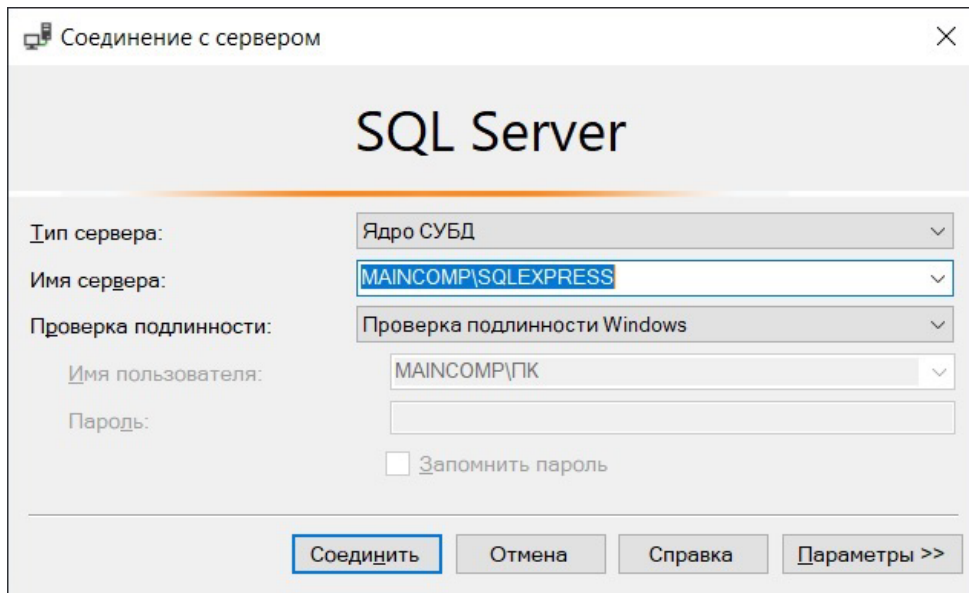 Соединение с сервером
SQL Server
Тип сервера: Ядро СУБД
Имя сервера: MAINCOMP\SQLEXPRESS
Проверка подлинности: Проверка подлинности Windows
Имя пользователя: MAINCOMP\ПК
Пароль:
Запомнить пароль
Соединить Отмена Справка Параметры >>